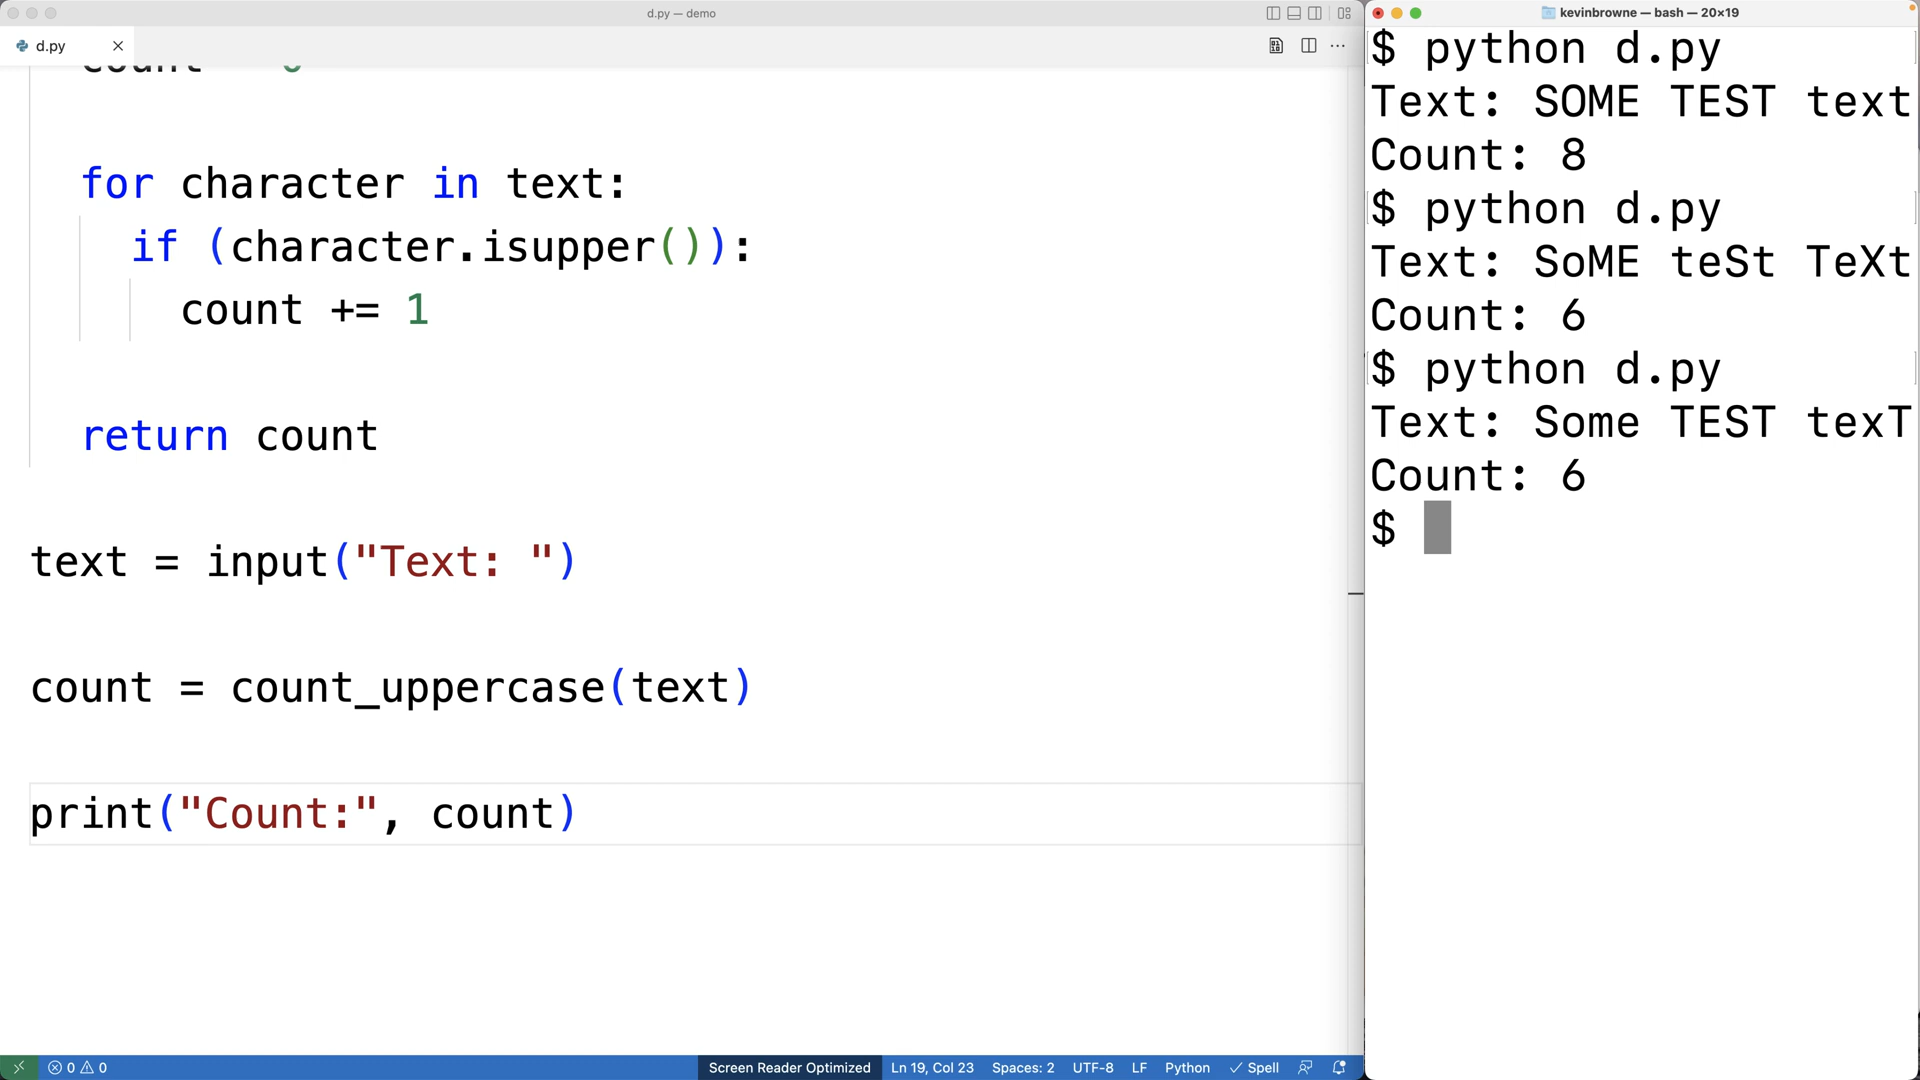 d.py — demo
d.py
for character in text:
if (character.isupper()):
count += 1
return count
text = input("Text: ")
count = count_uppercase(text)
print("Count:", count)
0 0
Screen Reader Optimized
Ln 19, Col 23
Spaces: 2
UTF-8
LF
Python
Spell
kevinbrowne — bash — 20×19
$ python d.py
Text: SOME TEST text
Count: 8
$ python d.py
Text: SoME teSt TeXt
Count: 6
$ python d.py
Text: Some TEST texT
Count: 6
$